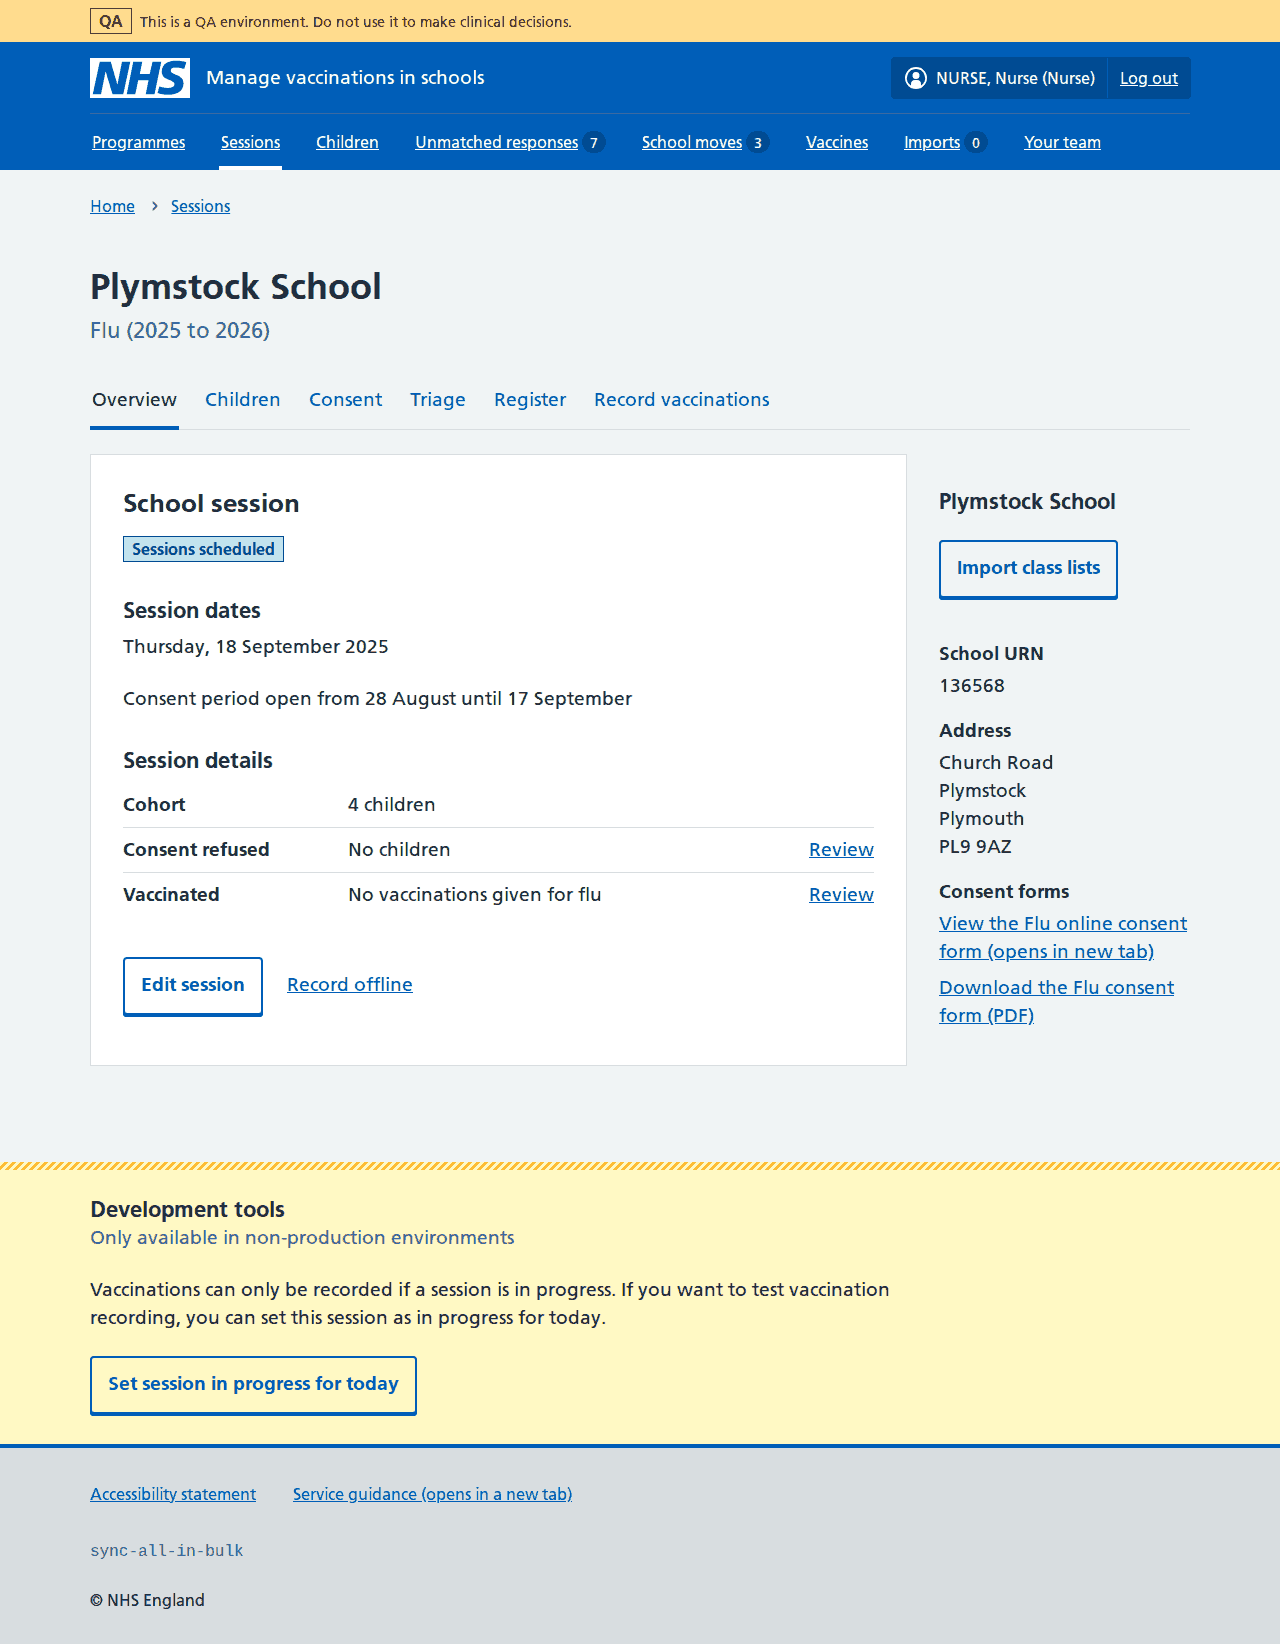 QA This is a QA environment. Do not use it to make clinical decisions.
NHS Manage vaccinations in schools NURSE, Nurse (Nurse) Log out
Programmes Sessions Children Unmatched responses 7 School moves 3 Vaccines Imports 0 Your team
Home › Sessions
Plymstock School
Flu (2025 to 2026)
Overview Children Consent Triage Register Record vaccinations
School session
Sessions scheduled
Session dates
Thursday, 18 September 2025
Consent period open from 28 August until 17 September
Session details
Cohort 4 children
Consent refused No children Review
Vaccinated No vaccinations given for flu Review
Edit session Record offline
Plymstock School
Import class lists
School URN
136568
Address
Church Road
Plymstock
Plymouth
PL9 9AZ
Consent forms
View the Flu online consent
form (opens in new tab)
Download the Flu consent
form (PDF)
Development tools
Only available in non-production environments
Vaccinations can only be recorded if a session is in progress. If you want to test vaccination
recording, you can set this session as in progress for today.
Set session in progress for today
Accessibility statement Service guidance (opens in a new tab)
sync-all-in-bulk
© NHS England